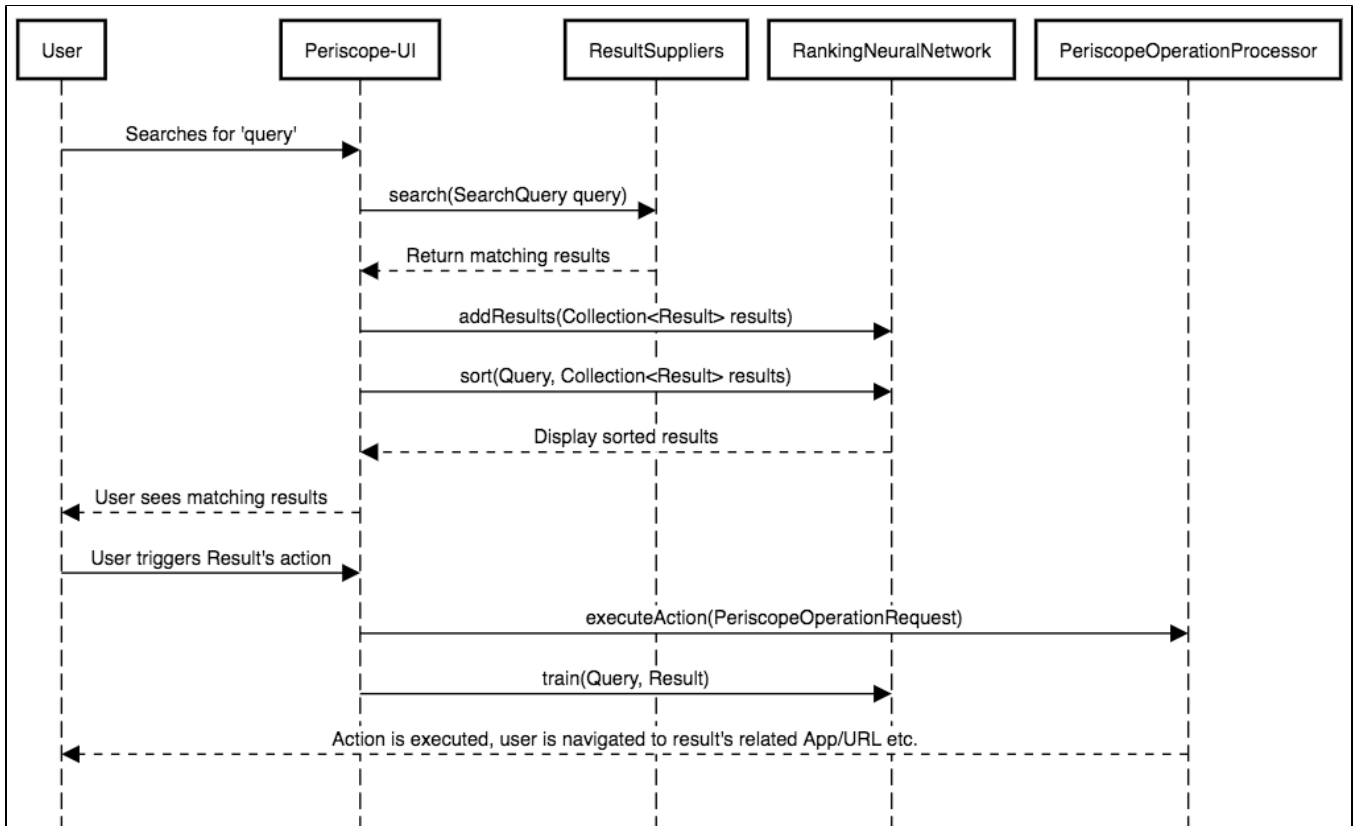 User
Periscope-UI
ResultSuppliers
RankingNeuralNetwork
PeriscopeOperationProcessor
Searches for 'query'
search(SearchQuery query)
Return matching results
addResults(Collection<Result> results)
sort(Query, Collection<Result> results)
Display sorted results
User sees matching results
User triggers Result's action
executeAction(PeriscopeOperationRequest)
train(Query, Result)
Action is executed, user is navigated to result's related App/URL etc.